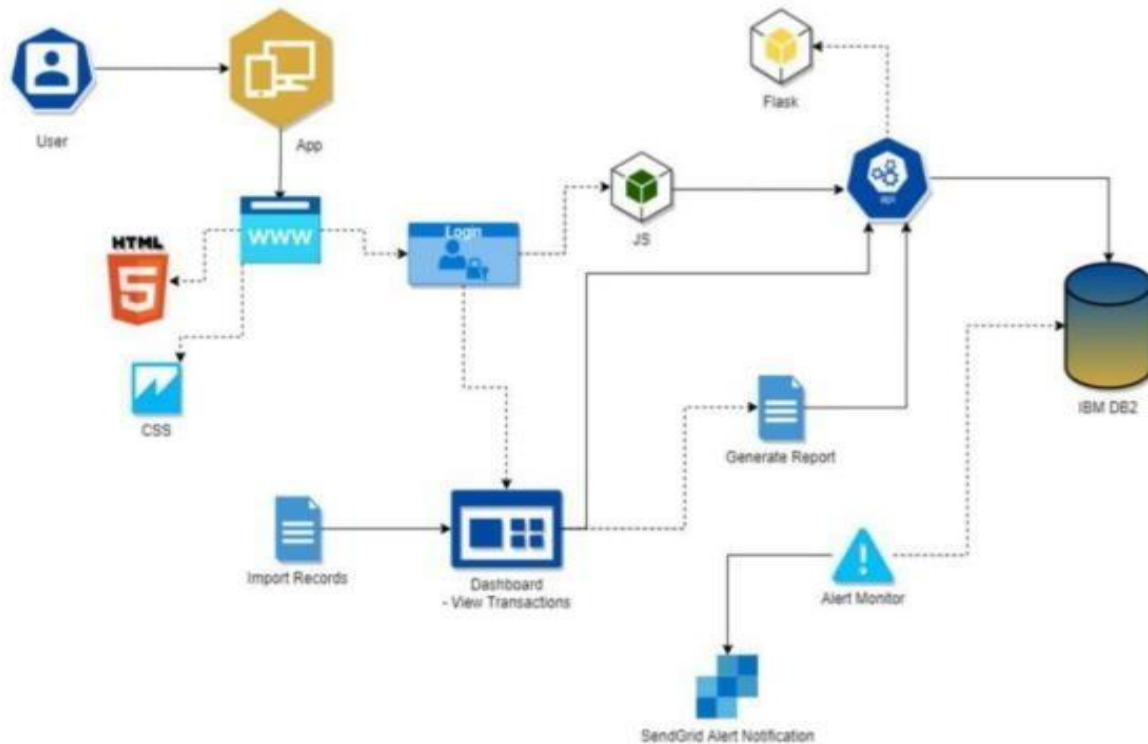 User
App
Flask
api
WWW
Login
JS
HTML
5
CSS
IBM DB2
Generate Report
Import Records
Dashboard
- View Transactions
Alert Monitor
SendGrid Alert Notification